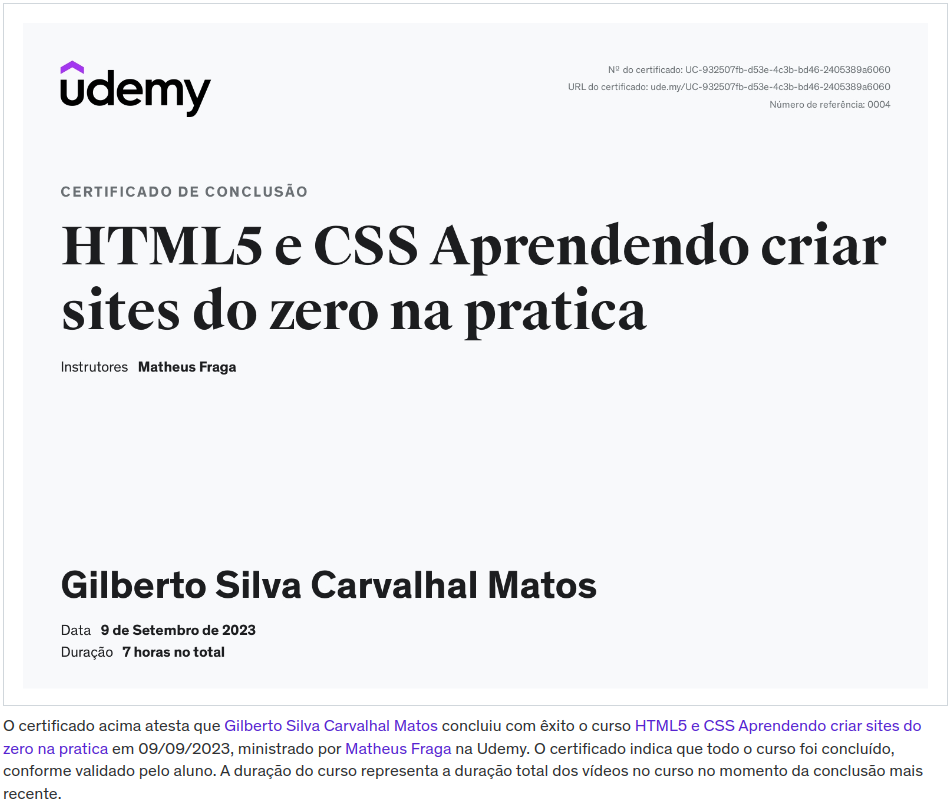 udemy
Nº do certificado: UC-932507fb-d53e-4c3b-bd46-2405389a6060
URL do certificado: ude.my/UC-932507fb-d53e-4c3b-bd46-2405389a6060
Número de referência: 0004
CERTIFICADO DE CONCLUSÃO
HTML5 e CSS Aprendendo criar
sites do zero na pratica
Instrutores Matheus Fraga
Gilberto Silva Carvalhal Matos
Data 9 de Setembro de 2023
Duração 7 horas no total
O certificado acima atesta que Gilberto Silva Carvalhal Matos concluiu com êxito o curso HTML5 e CSS Aprendendo criar sites do
zero na pratica em 09/09/2023, ministrado por Matheus Fraga na Udemy. O certificado indica que todo o curso foi concluído,
conforme validado pelo aluno. A duração do curso representa a duração total dos vídeos no curso no momento da conclusão mais
recente.